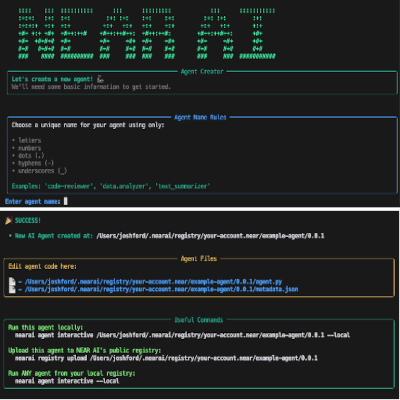 Agent Creator
Let's create a new agent!
We'll need some basic information to get started.
Agent Name Rules
Choose a unique name for your agent using only:
• letters
• numbers
• dots (.)
• hyphens (-)
• underscores (_)
Examples: 'code-reviewer', 'data.analyzer', 'text_summarizer'
Enter agent name:
SUCCESS!
• New AI Agent created at: /Users/joshford/.nearai/registry/your-account.near/example-agent/0.0.1
Agent Files
Edit agent code here:
→ /Users/joshford/.nearai/registry/your-account.near/example-agent/0.0.1/agent.py
→ /Users/joshford/.nearai/registry/your-account.near/example-agent/0.0.1/metadata.json
Useful Commands
Run this agent locally:
nearai agent interactive /Users/joshford/.nearai/registry/your-account.near/example-agent/0.0.1 --local
Upload this agent to NEAR AI's public registry:
nearai registry upload /Users/joshford/.nearai/registry/your-account.near/example-agent/0.0.1
Run ANY agent from your local registry:
nearai agent interactive --local